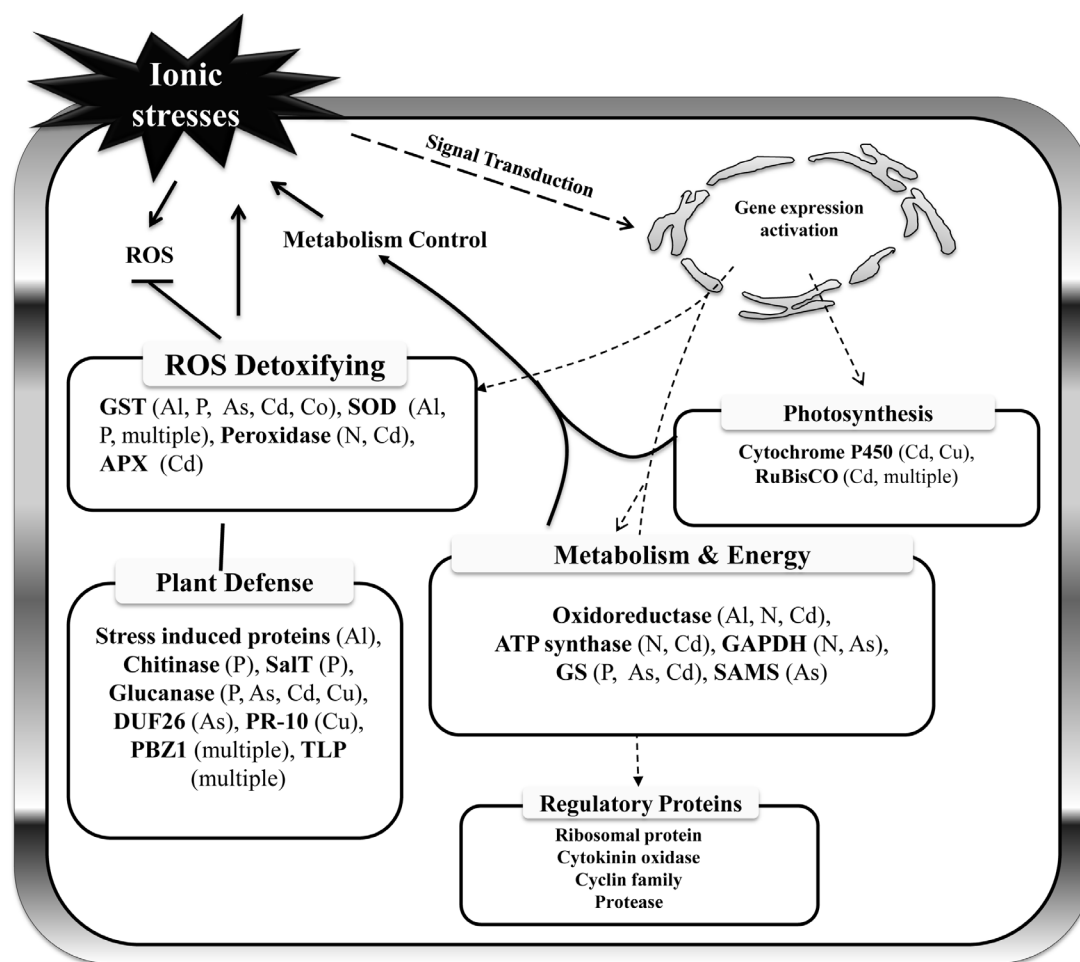 Ionic
stresses
Signal Transduction
Gene expression
activation
ROS
Metabolism Control
ROS Detoxifying
GST (Al, P, As, Cd, Co), SOD (Al,
P, multiple), Peroxidase (N, Cd),
APX (Cd)
Photosynthesis
Cytochrome P450 (Cd, Cu),
RuBisCO (Cd, multiple)
Plant Defense
Stress induced proteins (Al),
Chitinase (P), SalT (P),
Glucanase (P, As, Cd, Cu),
DUF26 (As), PR-10 (Cu),
PBZ1 (multiple), TLP
(multiple)
Metabolism & Energy
Oxidoreductase (Al, N, Cd),
ATP synthase (N, Cd), GAPDH (N, As),
GS (P, As, Cd), SAMS (As)
Regulatory Proteins
Ribosomal protein
Cytokinin oxidase
Cyclin family
Protease